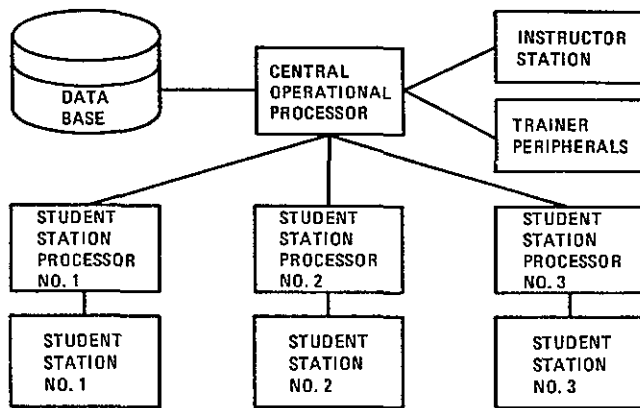 DATA
BASE
CENTRAL
OPERATIONAL
PROCESSOR
INSTRUCTOR
STATION
TRAINER
PERIPHERALS
STUDENT
STATION
PROCESSOR
NO. 1
STUDENT
STATION
PROCESSOR
NO. 2
STUDENT
STATION
PROCESSOR
NO. 3
STUDENT
STATION
NO. 1
STUDENT
STATION
NO. 2
STUDENT
STATION
NO. 3